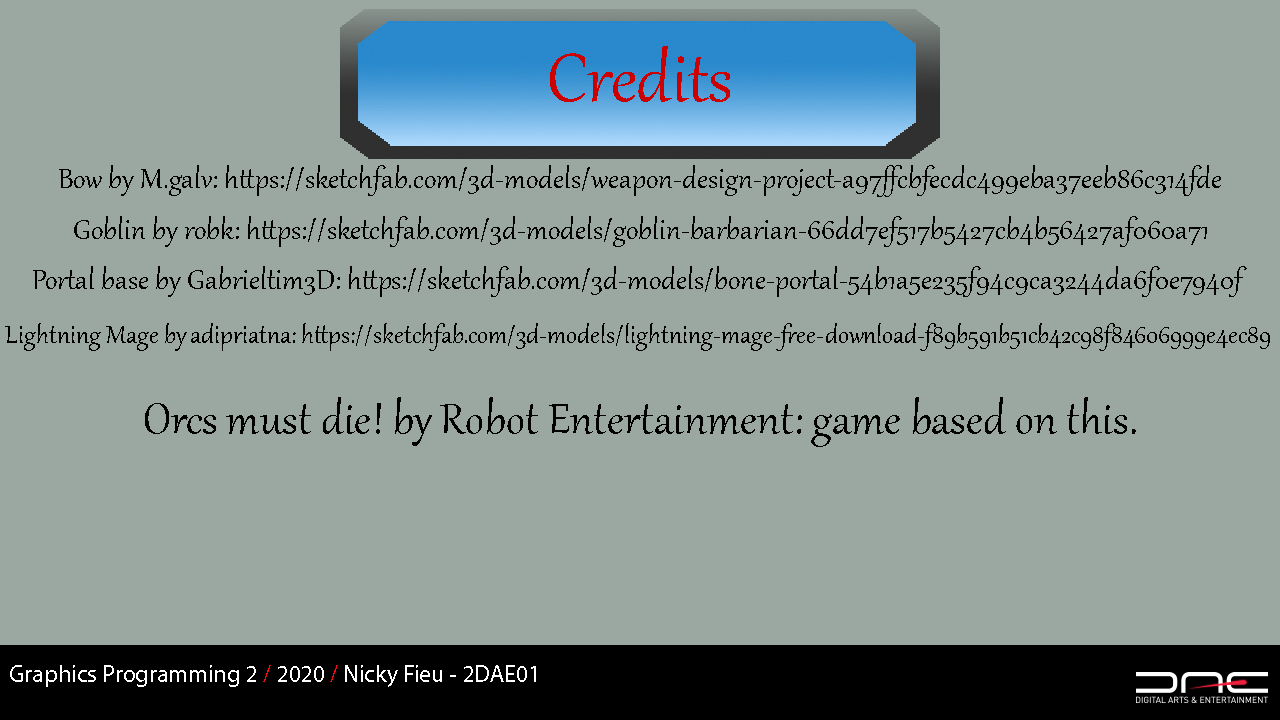 Credits
Bow by M.galv: https://sketchfab.com/3d-models/weapon-design-project-a97ffcbfecdc499eba37eeb86c314fde
Goblin by robk: https://sketchfab.com/3d-models/goblin-barbarian-66dd7ef517b5427cb4b56427af060a71
Portal base by Gabrieltim3D: https://sketchfab.com/3d-models/bone-portal-54b1a5e235f94c9ca3244da6f0e7940f
Lightning Mage by adipriatna: https://sketchfab.com/3d-models/lightning-mage-free-download-f89b591b51cb42c98f84606999e4ec89
Orcs must die! by Robot Entertainment: game based on this.
Graphics Programming 2 / 2020 / Nicky Fieu - 2DAE01
DAE
DIGITAL ARTS & ENTERTAINMENT